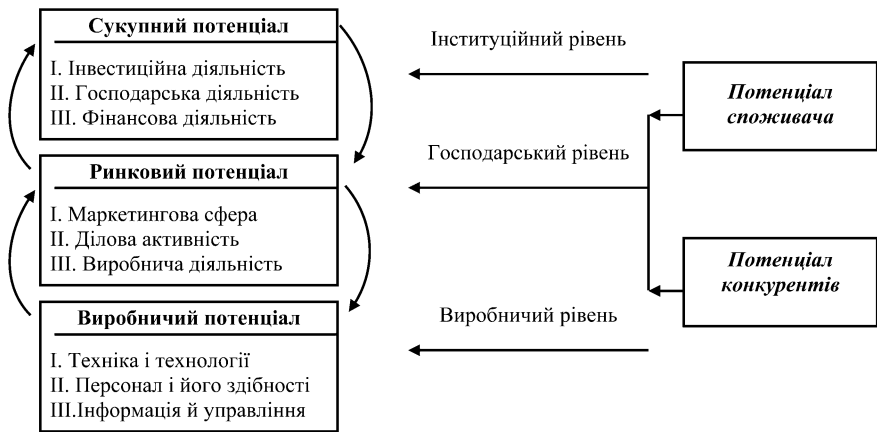 Сукупний потенціал
I. Інвестиційна діяльність
II. Господарська діяльність
III. Фінансова діяльність
Ринковий потенціал
I. Маркетингова сфера
II. Ділова активність
III. Виробнича діяльність
Виробничий потенціал
I. Техніка і технології
II. Персонал і його здібності
III.Інформація й управління
Інституційний рівень
Господарський рівень
Виробничий рівень
Потенціал
споживача
Потенціал
конкурентів